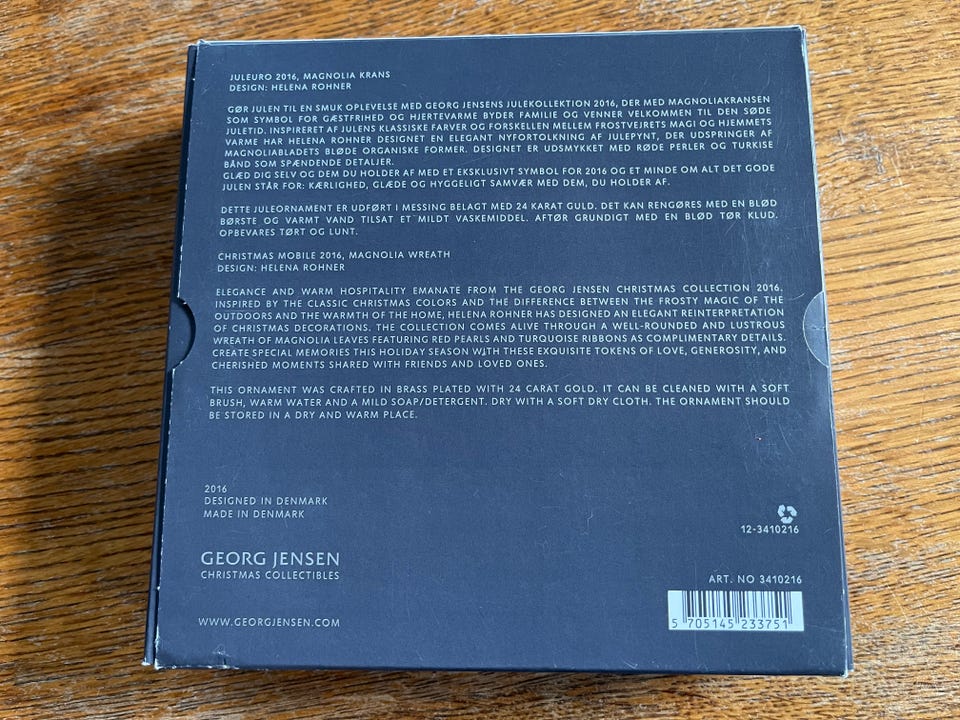 JULEURO 2016, MAGNOLIA KRANS
DESIGN: HELENA ROHNER
GØR JULEN TIL EN SMUK OPLEVELSE MED GEORG JENSENS JULEKOLLEKTION 2016, DER MED MAGNOLIAKRANSEN
SOM SYMBOL FOR GÆSTFRIHED OG HJERTEVARME BYDER FAMILIE OG VENNER VELKOMMEN TIL DEN SØDE
JULETID. INSPIRERET AF JULENS KLASSISKE FARVER OG FORSKELLEN MELLEM FROSTVEJRETS MAGI OG HJEMMETS
VARME HAR HELENA ROHNER DESIGNET EN ELEGANT NYFORTOLKNING AF JULEPYNT, DER UDSPRINGER AF
MAGNOLIABLADETS BLØDE ORGANISKE FORMER. DESIGNET ER UDSMYKKET MED RØDE PERLER OG TURKISE
BÅND SOM SPÆNDENDE DETALJER.
GLÆD DIG SELV OG DEM DU HOLDER AF MED ET EKSKLUSIVT SYMBOL FOR 2016 OG ET MINDE OM ALT DET GODE
JULEN STÅR FOR: KÆRLIGHED, GLÆDE OG HYGGELIGT SAMVÆR MED DEM, DU HOLDER AF.
DETTE JULEORNAMENT ER UDFØRT I MESSING BELAGT MED 24 KARAT GULD. DET KAN RENGØRES MED EN BLØD
BØRSTE OG VARMT VAND TILSAT ET MILDT VASKEMIDDEL. AFTØR GRUNDIGT MED EN BLØD TØR KLUD.
OPBEVARES TØRT OG LUNT.
CHRISTMAS MOBILE 2016, MAGNOLIA WREATH
DESIGN: HELENA ROHNER
ELEGANCE AND WARM HOSPITALITY EMANATE FROM THE GEORG JENSEN CHRISTMAS COLLECTION 2016.
INSPIRED BY THE CLASSIC CHRISTMAS COLORS AND THE DIFFERENCE BETWEEN THE FROSTY MAGIC OF THE
OUTDOORS AND THE WARMTH OF THE HOME, HELENA ROHNER HAS DESIGNED AN ELEGANT REINTERPRETATION
OF CHRISTMAS DECORATIONS. THE COLLECTION COMES ALIVE THROUGH A WELL-ROUNDED AND LUSTROUS
WREATH OF MAGNOLIA LEAVES FEATURING RED PEARLS AND TURQUOISE RIBBONS AS COMPLIMENTARY DETAILS.
CREATE SPECIAL MEMORIES THIS HOLIDAY SEASON WITH THESE EXQUISITE TOKENS OF LOVE, GENEROSITY, AND
CHERISHED MOMENTS SHARED WITH FRIENDS AND LOVED ONES.
THIS ORNAMENT WAS CRAFTED IN BRASS PLATED WITH 24 CARAT GOLD. IT CAN BE CLEANED WITH A SOFT
BRUSH, WARM WATER AND A MILD SOAP/DETERGENT. DRY WITH A SOFT DRY CLOTH. THE ORNAMENT SHOULD
BE STORED IN A DRY AND WARM PLACE.
2016
DESIGNED IN DENMARK
MADE IN DENMARK
12-3410216
GEORG JENSEN
CHRISTMAS COLLECTIBLES
ART. NO 3410216
WWW.GEORGJENSEN.COM
5 705145 233751